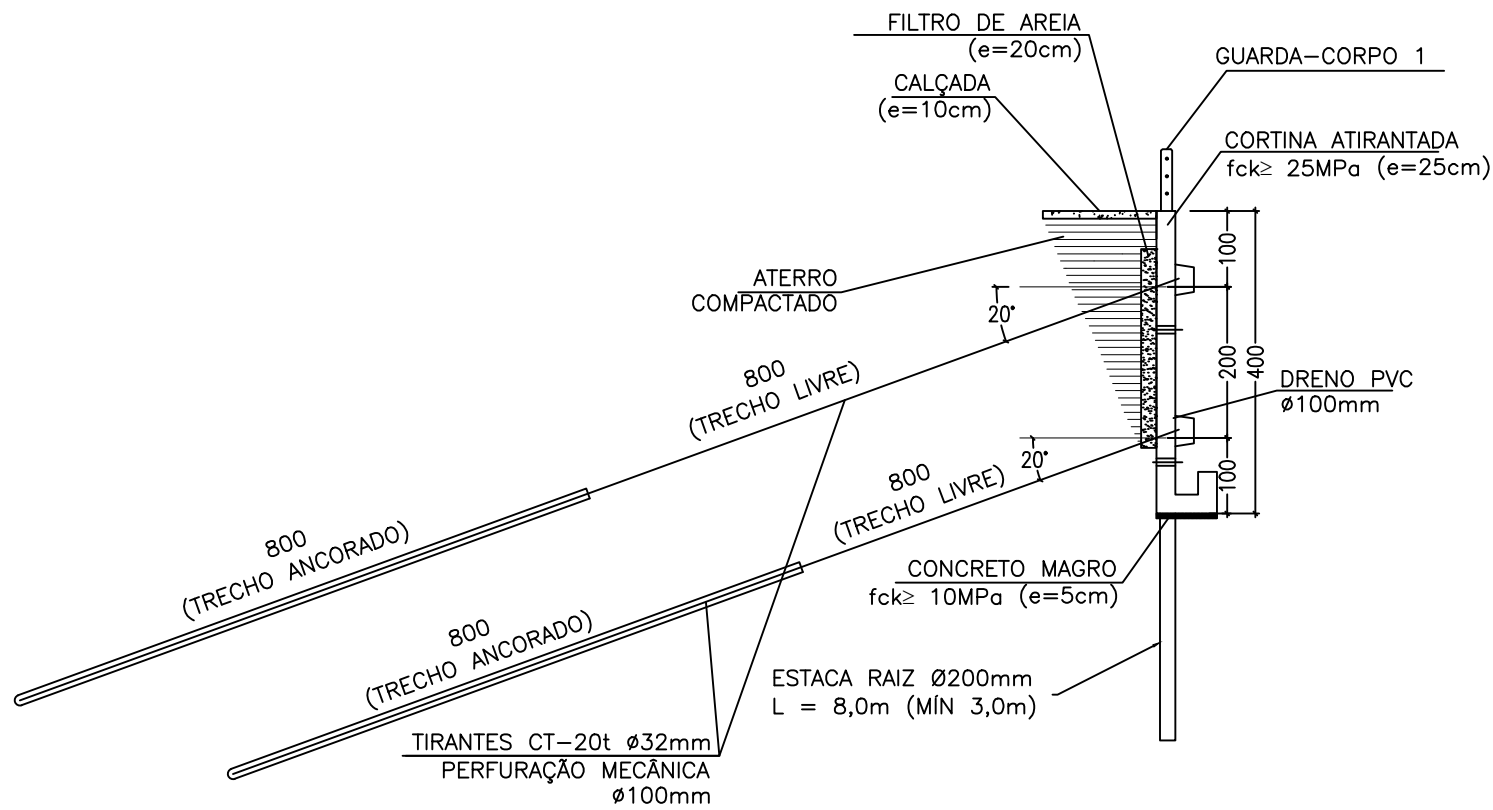 FILTRO DE AREIA
(e=20cm)
GUARDA-CORPO 1
CALÇADA
(e=10cm)
CORTINA ATIRANTADA
fck≥ 25MPa (e=25cm)
100
ATERRO
COMPACTADO
20°
200
400
800
(TRECHO LIVRE)
DRENO PVC
ø100mm
20°
800
(TRECHO LIVRE)
100
800
(TRECHO ANCORADO)
CONCRETO MAGRO
fck≥ 10MPa (e=5cm)
800
(TRECHO ANCORADO)
ESTACA RAIZ Ø200mm
L = 8,0m (MÍN 3,0m)
TIRANTES CT-20t ø32mm
PERFURAÇÃO MECÂNICA
ø100mm